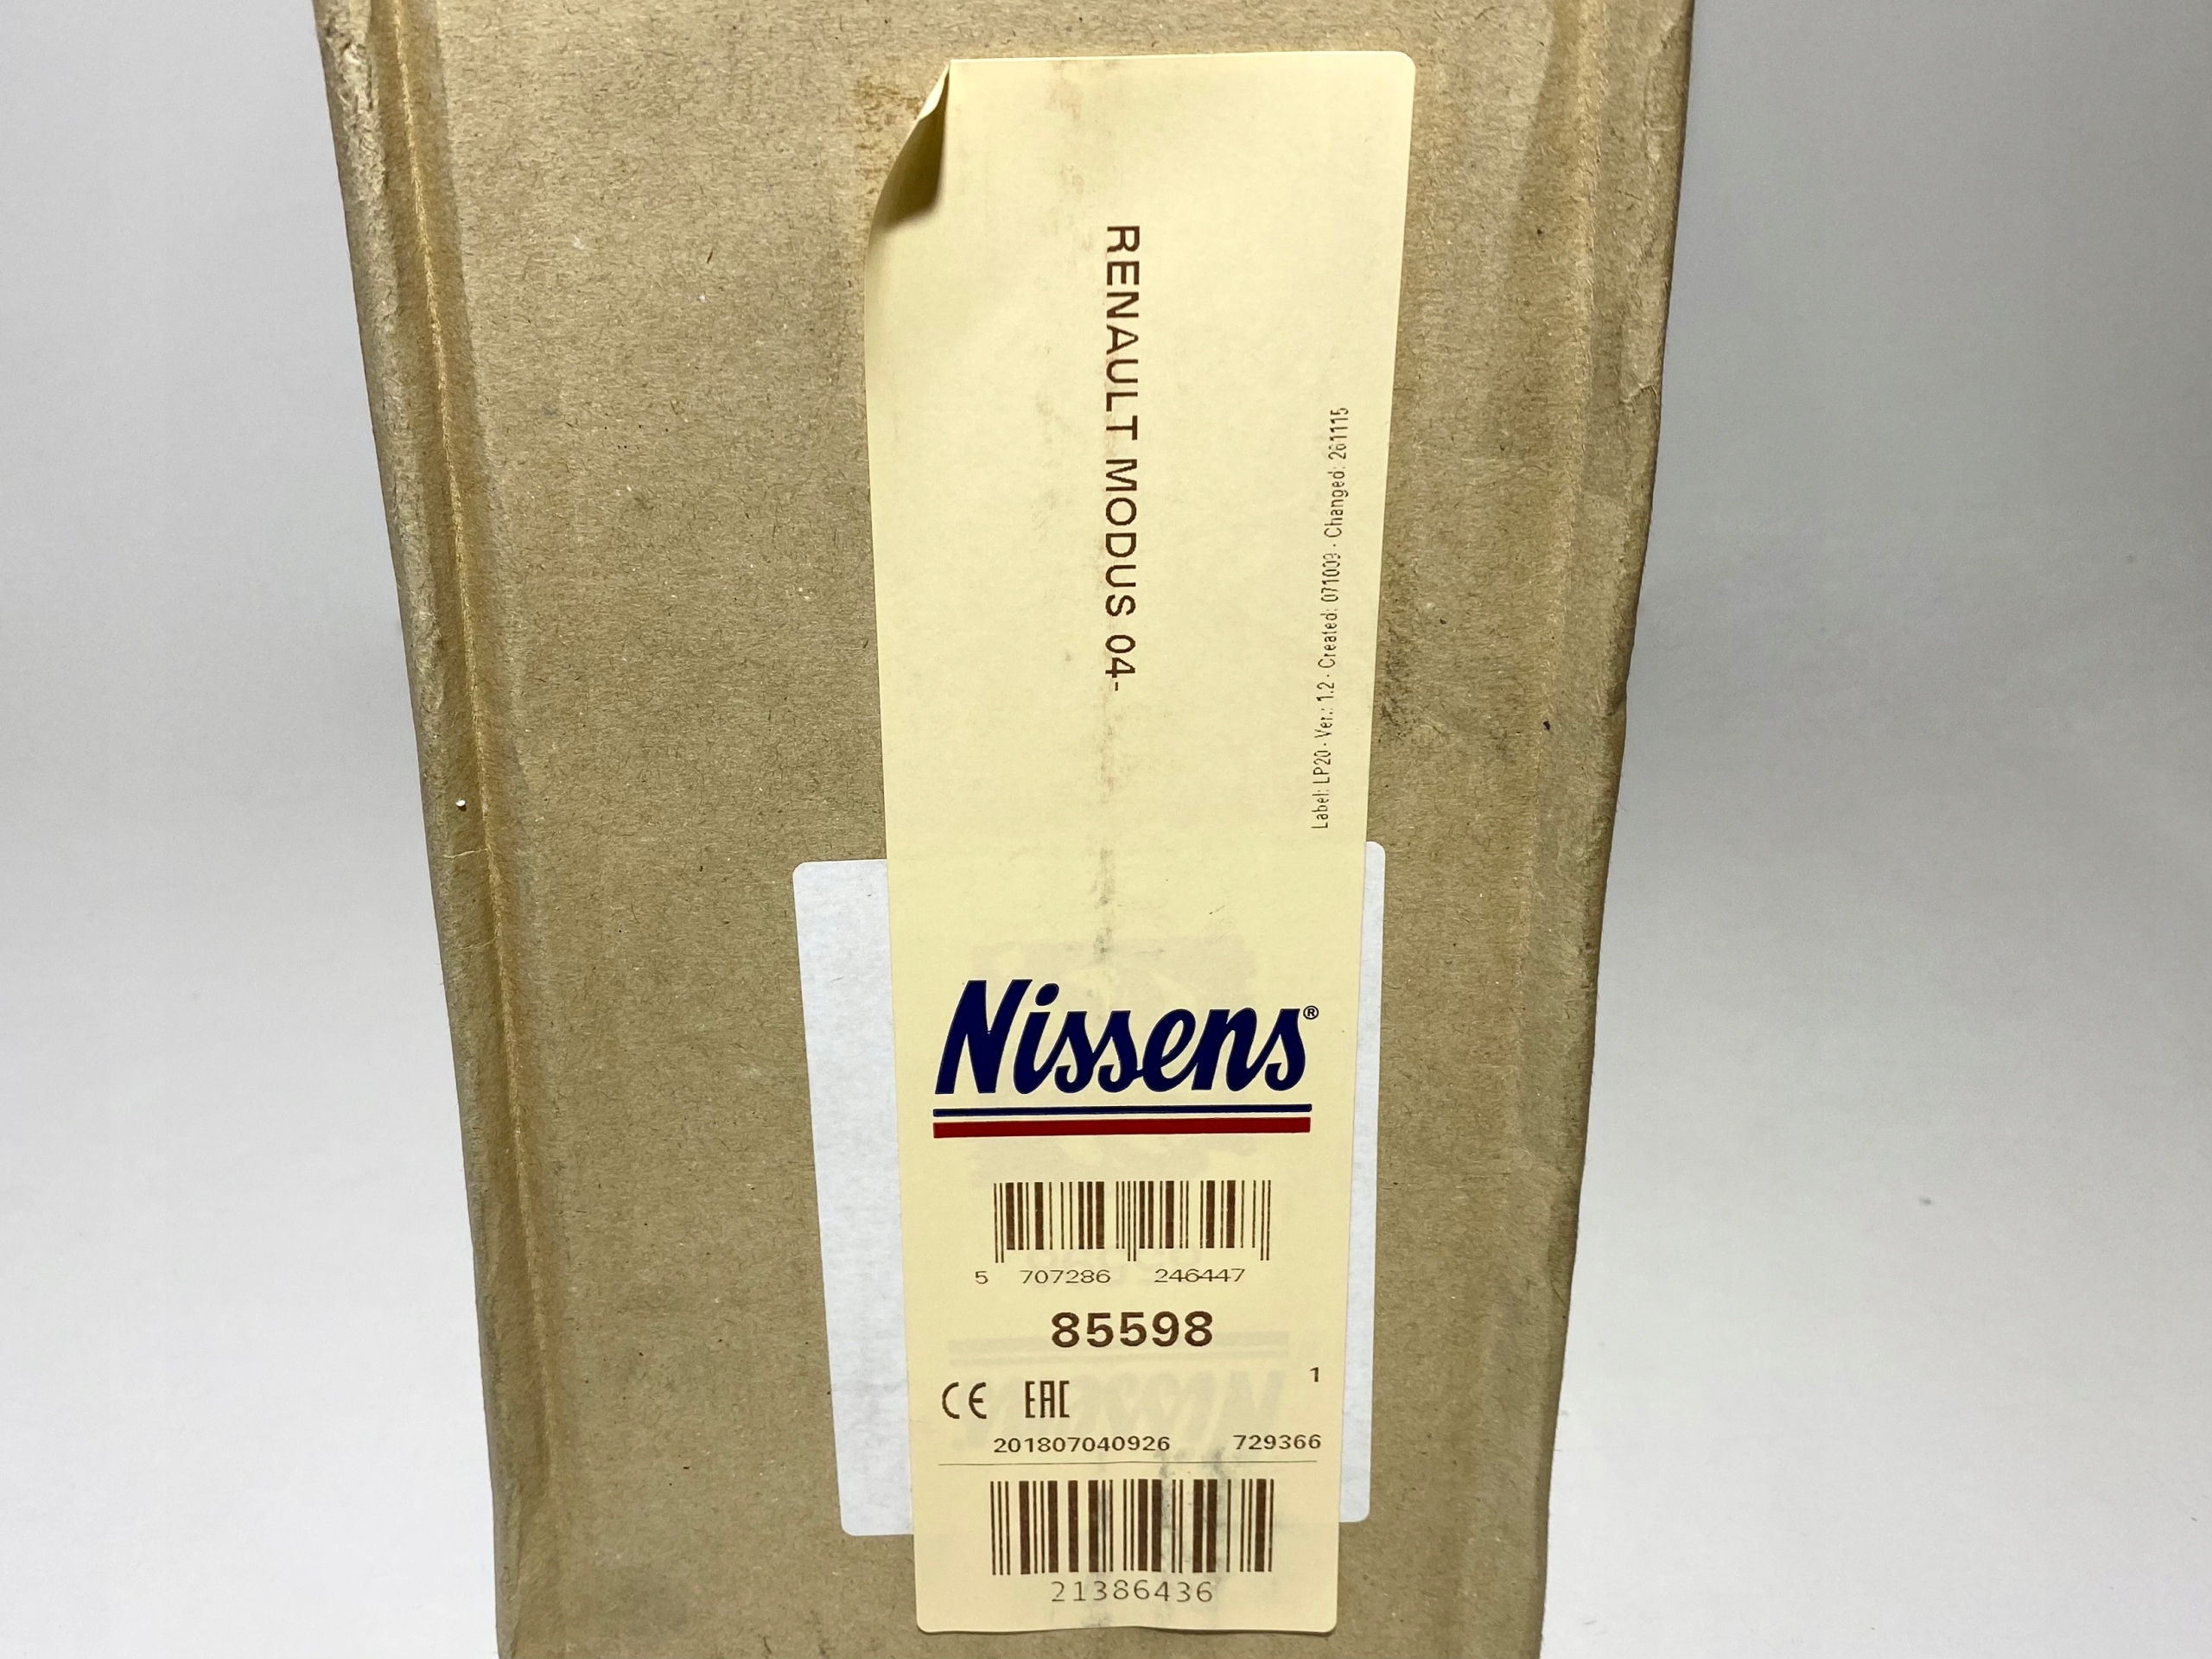 RENAULT MODUS 04-
Label: LP20 - Ver.: 1.2 - Created: 071009 - Changed: 261115
Nissens®
5 707286 246447
85598
1
CE EAC
201807040926 729366
21386436